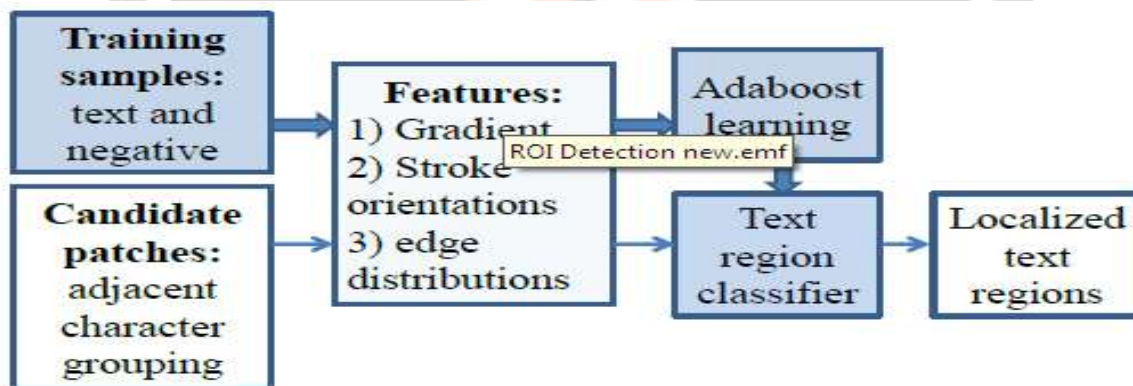 Training
samples:
text and
negative
Candidate
patches:
adjacent
character
grouping
Features:
1) Gradient
2) Stroke
orientations
3) edge
distributions
ROI Detection new.emf
Adaboost
learning
Text
region
classifier
Localized
text
regions